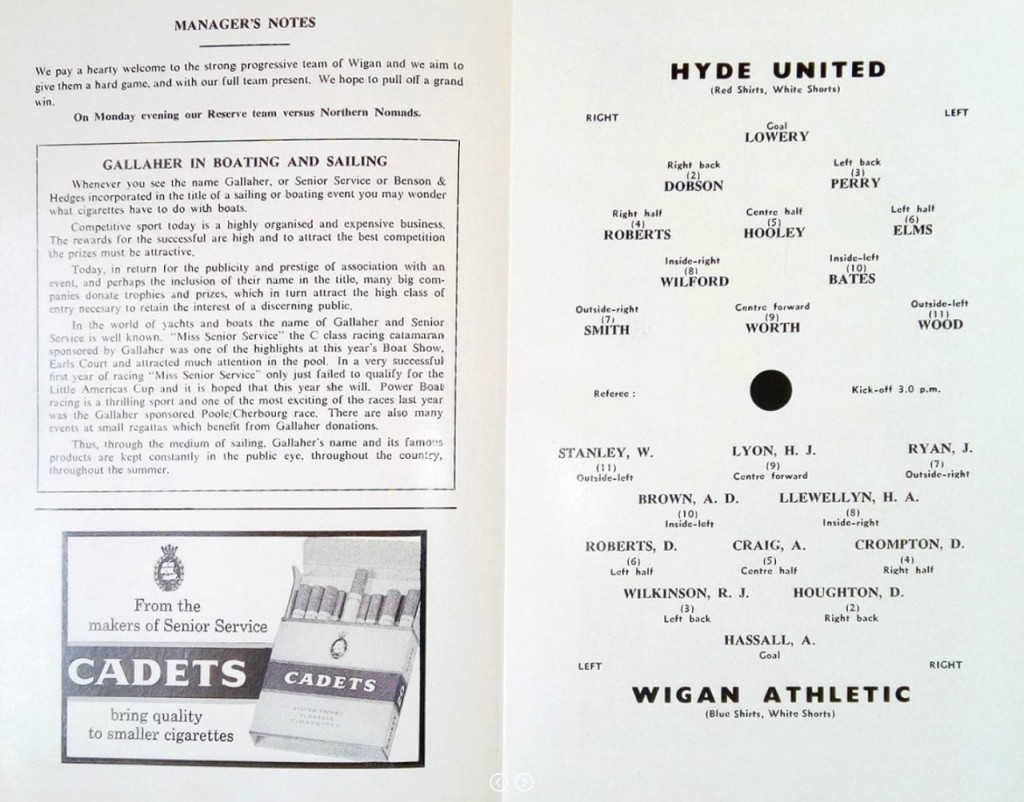 MANAGER'S NOTES
We pay a hearty welcome to the strong progressive team of Wigan and we aim to
give them a hard game, and with our full team present. We hope to pull off a grand
win.
On Monday evening our Reserve team versus Northern Nomads.
GALLAHER IN BOATING AND SAILING
Whenever you see the name Gallaher, or Senior Service or Benson &
Hedges incorporated in the title of a sailing or boating event you may wonder
what cigarettes have to do with boats.
Competitive sport today is a highly organised and expensive business.
The rewards for the successful are high and to attract the best competition
the prizes must be attractive.
Today, in return for the publicity and prestige of association with an
event, and perhaps the inclusion of their name in the title, many big com-
panies donate trophies and prizes, which in turn attract the high class of
entry necesary to retain the interest of a discerning public.
In the world of yachts and boats the name of Gallaher and Senior
Service is well known. "Miss Senior Service" the C class racing catamaran
sponsored by Gallaher was one of the highlights at this year's Boat Show,
Earls Court and attracted much attention in the pool. In a very successful
first year of racing "Miss Senior Service" only just failed to qualify for the
Little Americas Cup and it is hoped that this year she will. Power Boat
racing is a thrilling sport and one of the most exciting of tho races last year
was the Gallaher sponsored Poole/Cherbourg race. There are also many
events at small regattas which benefit from Gallaher donations.
Thus, through the medium of sailing, Gallaher's name and its famous
products are kept constantly in the public eye, throughout the country,
throughout the summer.
From the
makers of Senior Service
CADETS
bring quality
to smaller cigarettes
CADETS
HYDE UNITED
(Red Shirts, White Shorts)
RIGHT LEFT
Goal
LOWERY
Right back Left back
(2) (3)
DOBSON PERRY
Right half Centre half Left half
(4) (5) (6)
ROBERTS HOOLEY ELMS
Inside-right Inside-left
(8) (10)
WILFORD BATES
Outside-right Centre forward Outside-left
(7) (9) (11)
SMITH WORTH WOOD
Referee : Kick-off 3.0 p.m.
STANLEY, W. LYON, H. J. RYAN, J.
(11) (9) (7)
Outside-left Centre forward Outside-right
BROWN, A. D. LLEWELLYN, H. A.
(10) (8)
Inside-left Inside-right
ROBERTS, D. CRAIG, A. CROMPTON, D.
(6) (5) (4)
Left half Centre half Right half
WILKINSON, R. J. HOUGHTON, D.
(3) (2)
Left back Right back
HASSALL, A.
Goal
LEFT RIGHT
WIGAN ATHLETIC
(Blue Shirts, White Shorts)